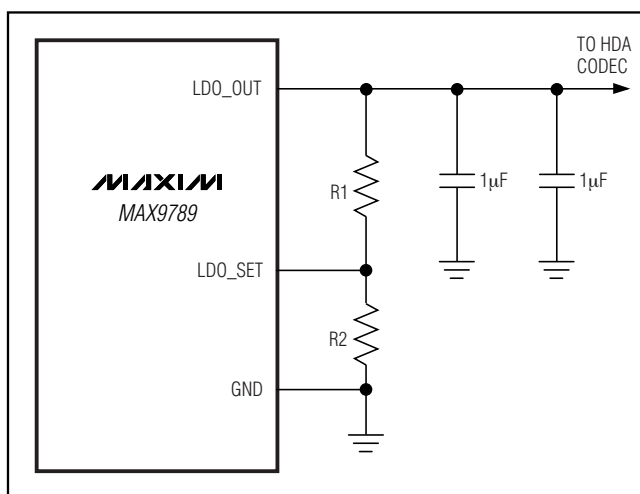 TO HDA
CODEC
LDO_OUT
R1
1μF
1μF
MAXIM
MAX9789
LDO_SET
R2
GND